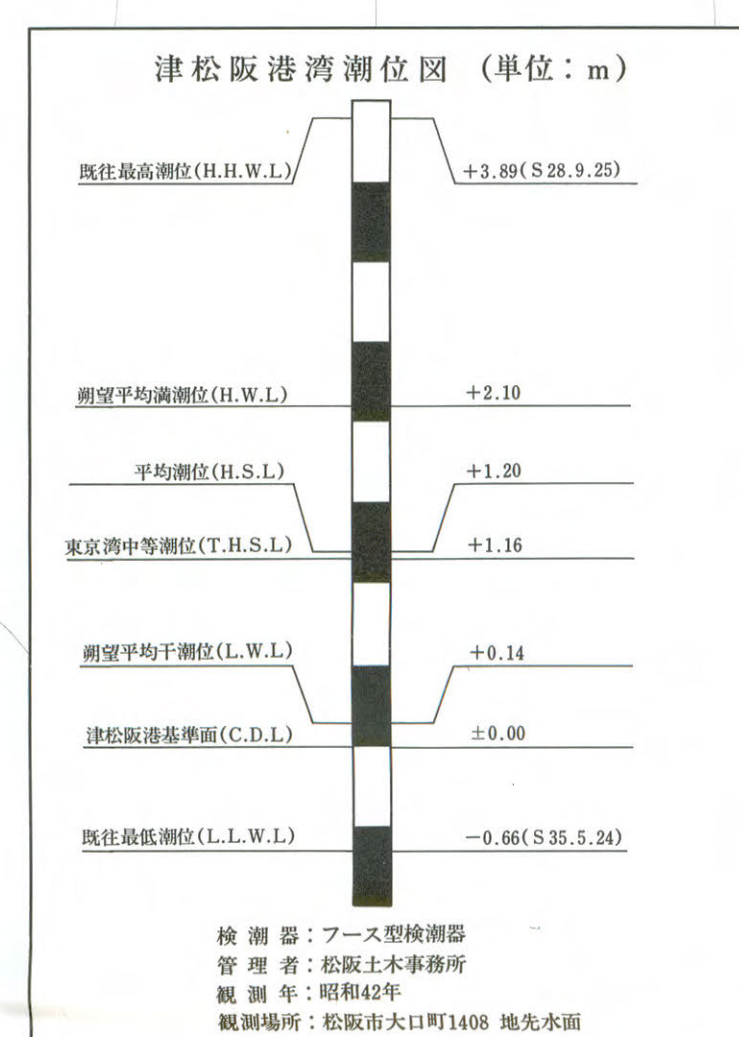 津松阪港湾潮位図 (単位：m)
既往最高潮位(H.H.W.L) +3.89(S28.9.25)
朔望平均満潮位(H.W.L) +2.10
平均潮位(H.S.L) +1.20
東京湾中等潮位(T.H.S.L) +1.16
朔望平均干潮位(L.W.L) +0.14
津松阪港基準面(C.D.L) ±0.00
既往最低潮位(L.L.W.L) −0.66(S35.5.24)
検潮器：フース型検潮器
管理者：松阪土木事務所
観測年：昭和42年
観測場所：松阪市大口町1408 地先水面